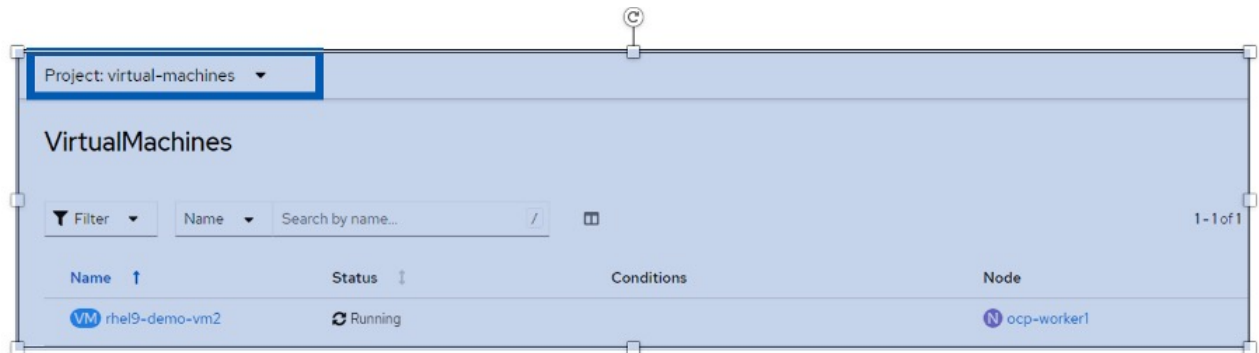 Project: virtual-machines
VirtualMachines
Filter Name Search by name... / 1-1 of 1
Name Status Conditions Node
VM rhel9-demo-vm2 Running N ocp-worker1